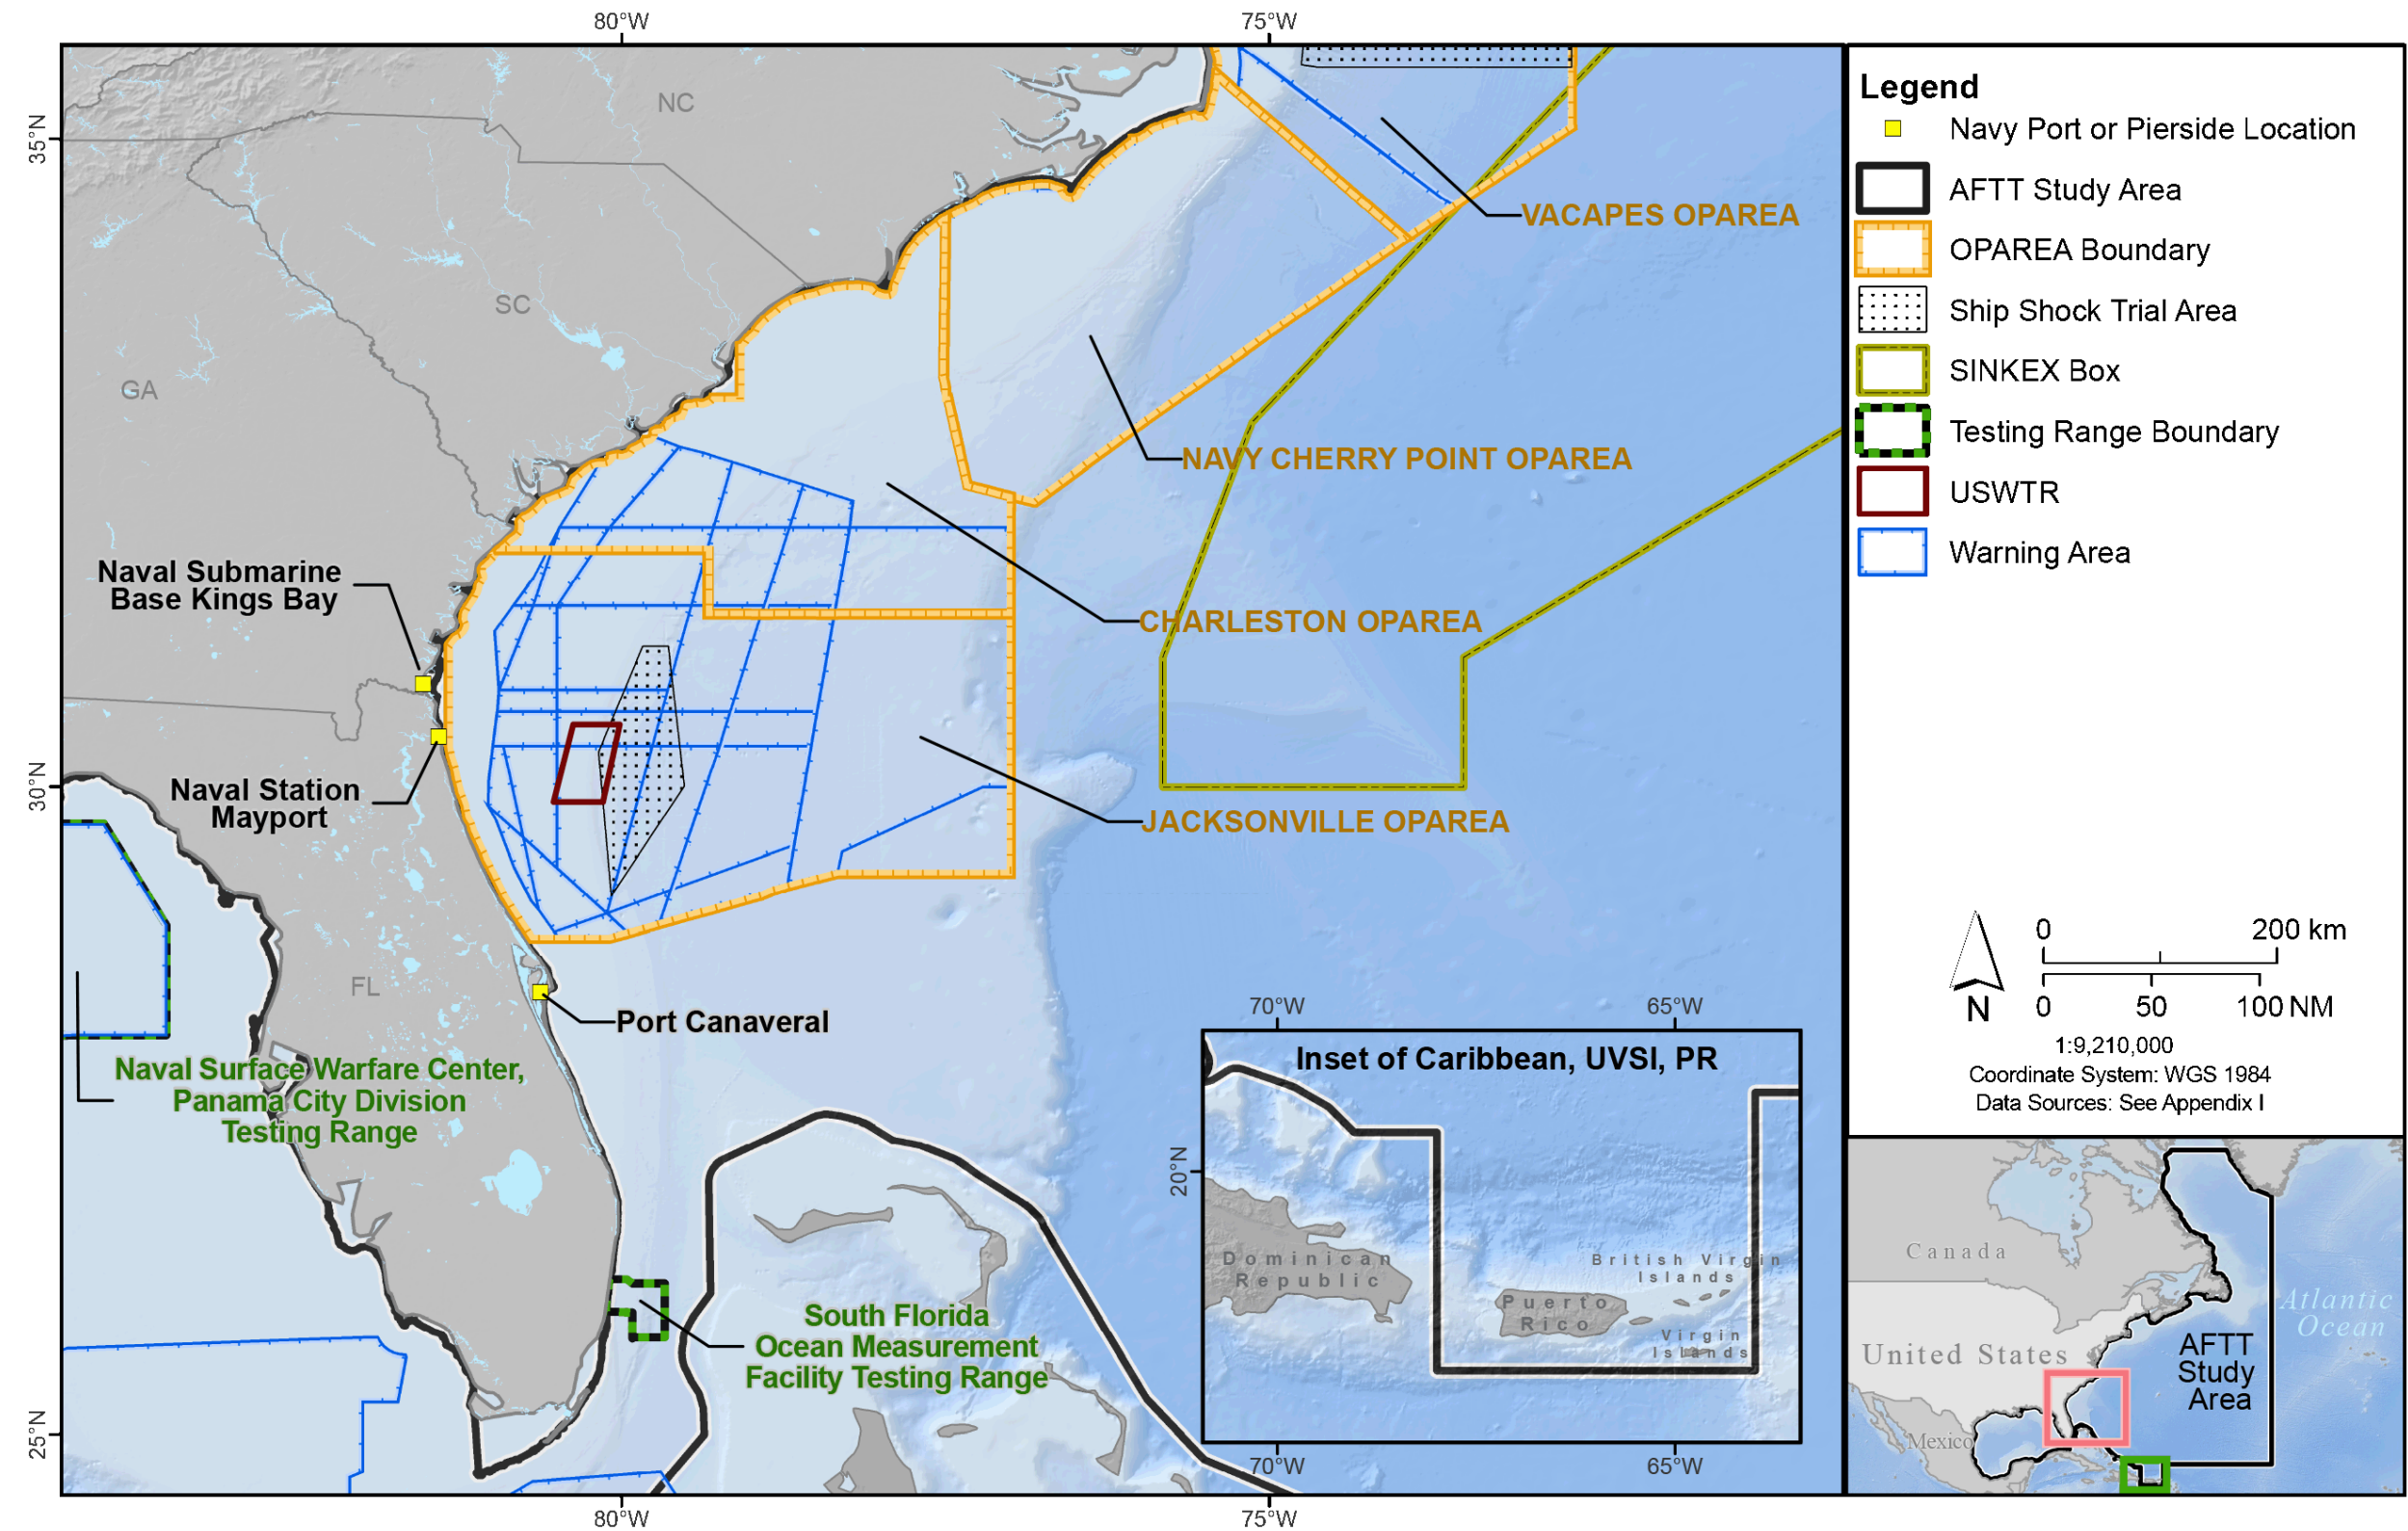 80°W
75°W
35°N
30°N
25°N
NC
SC
GA
FL
VACAPES OPAREA
NAVY CHERRY POINT OPAREA
CHARLESTON OPAREA
JACKSONVILLE OPAREA
Naval Submarine
Base Kings Bay
Naval Station
Mayport
Port Canaveral
Naval Surface Warfare Center,
Panama City Division
Testing Range
South Florida
Ocean Measurement
Facility Testing Range
70°W
65°W
Inset of Caribbean, UVSI, PR
20°N
Dominican
Republic
Puerto
Rico
British Virgin
Islands
Virgin
Islands
70°W
65°W
80°W
75°W
Legend
Navy Port or Pierside Location
AFTT Study Area
OPAREA Boundary
Ship Shock Trial Area
SINKEX Box
Testing Range Boundary
USWTR
Warning Area
N
0 200 km
0 50 100 NM
1:9,210,000
Coordinate System: WGS 1984
Data Sources: See Appendix I
Canada
United States
Mexico
Atlantic
Ocean
AFTT
Study
Area